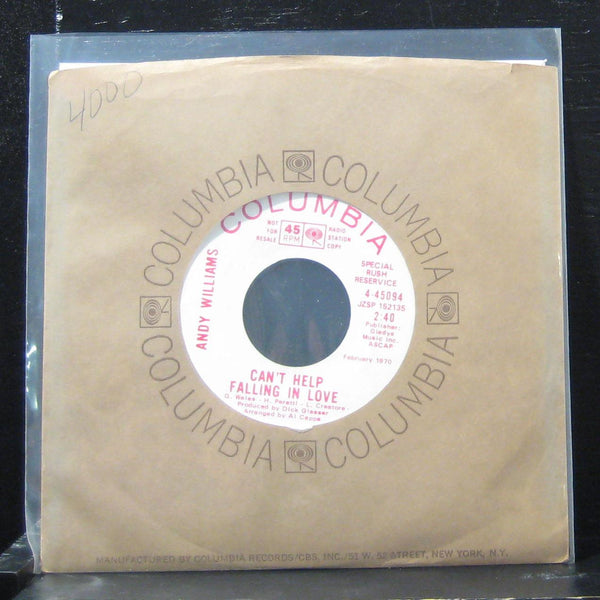 4000
COLUMBIA
COLUMBIA
COLUMBIA
COLUMBIA
COLUMBIA
NOT FOR RESALE
45 RPM
RADIO STATION COPY
ANDY WILLIAMS
SPECIAL
RUSH
RESERVICE
4-45094
JZSP 152135
2:40
Publisher:
Gladys
Music Inc.
ASCAP
February 1970
CAN'T HELP
FALLING IN LOVE
G. Weiss - H. Peretti - L. Creatore
Produced by Dick Glasser
Arranged by Al Capps
MANUFACTURED BY COLUMBIA RECORDS/CBS, INC./51 W. 52 STREET, NEW YORK, N.Y.